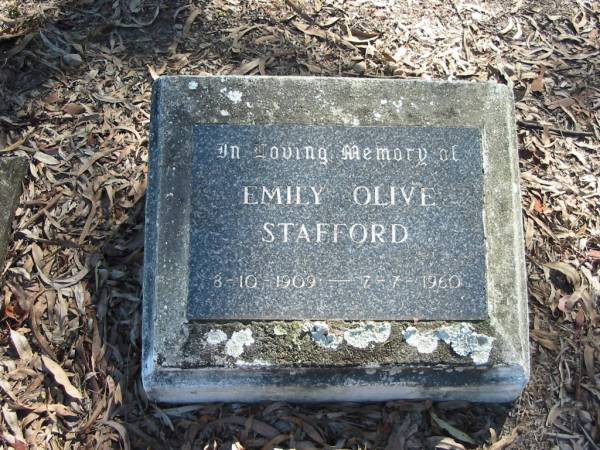 In Loving Memory of
EMILY OLIVE
STAFFORD
8-10-1909 — 7-7-1960